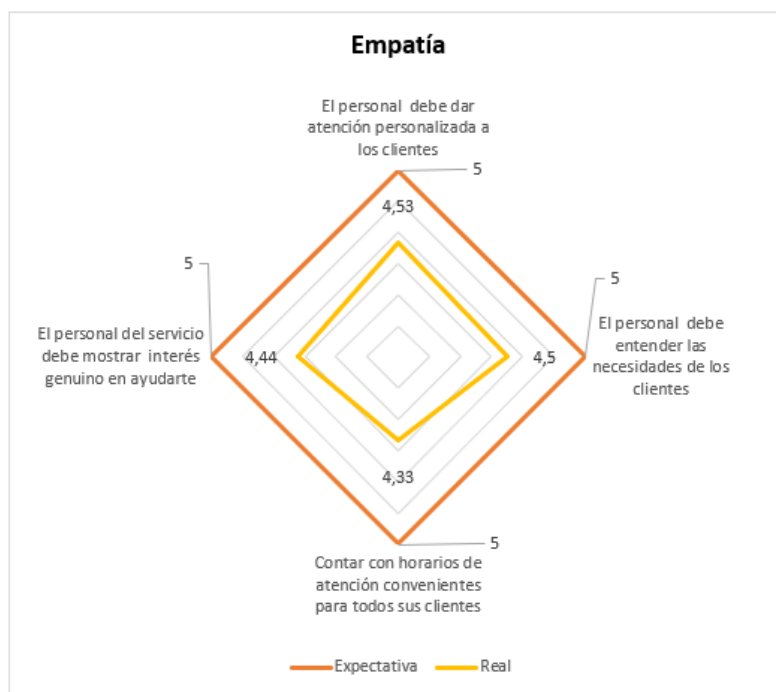 Empatía
El personal debe dar
atención personalizada a
los clientes
5
4,53
5
5
El personal del servicio
debe mostrar interés
genuino en ayudarte
4,44
4,5
El personal debe
entender las
necesidades de los
clientes
4,33
5
Contar con horarios de
atención convenientes
para todos sus clientes
Expectativa
Real